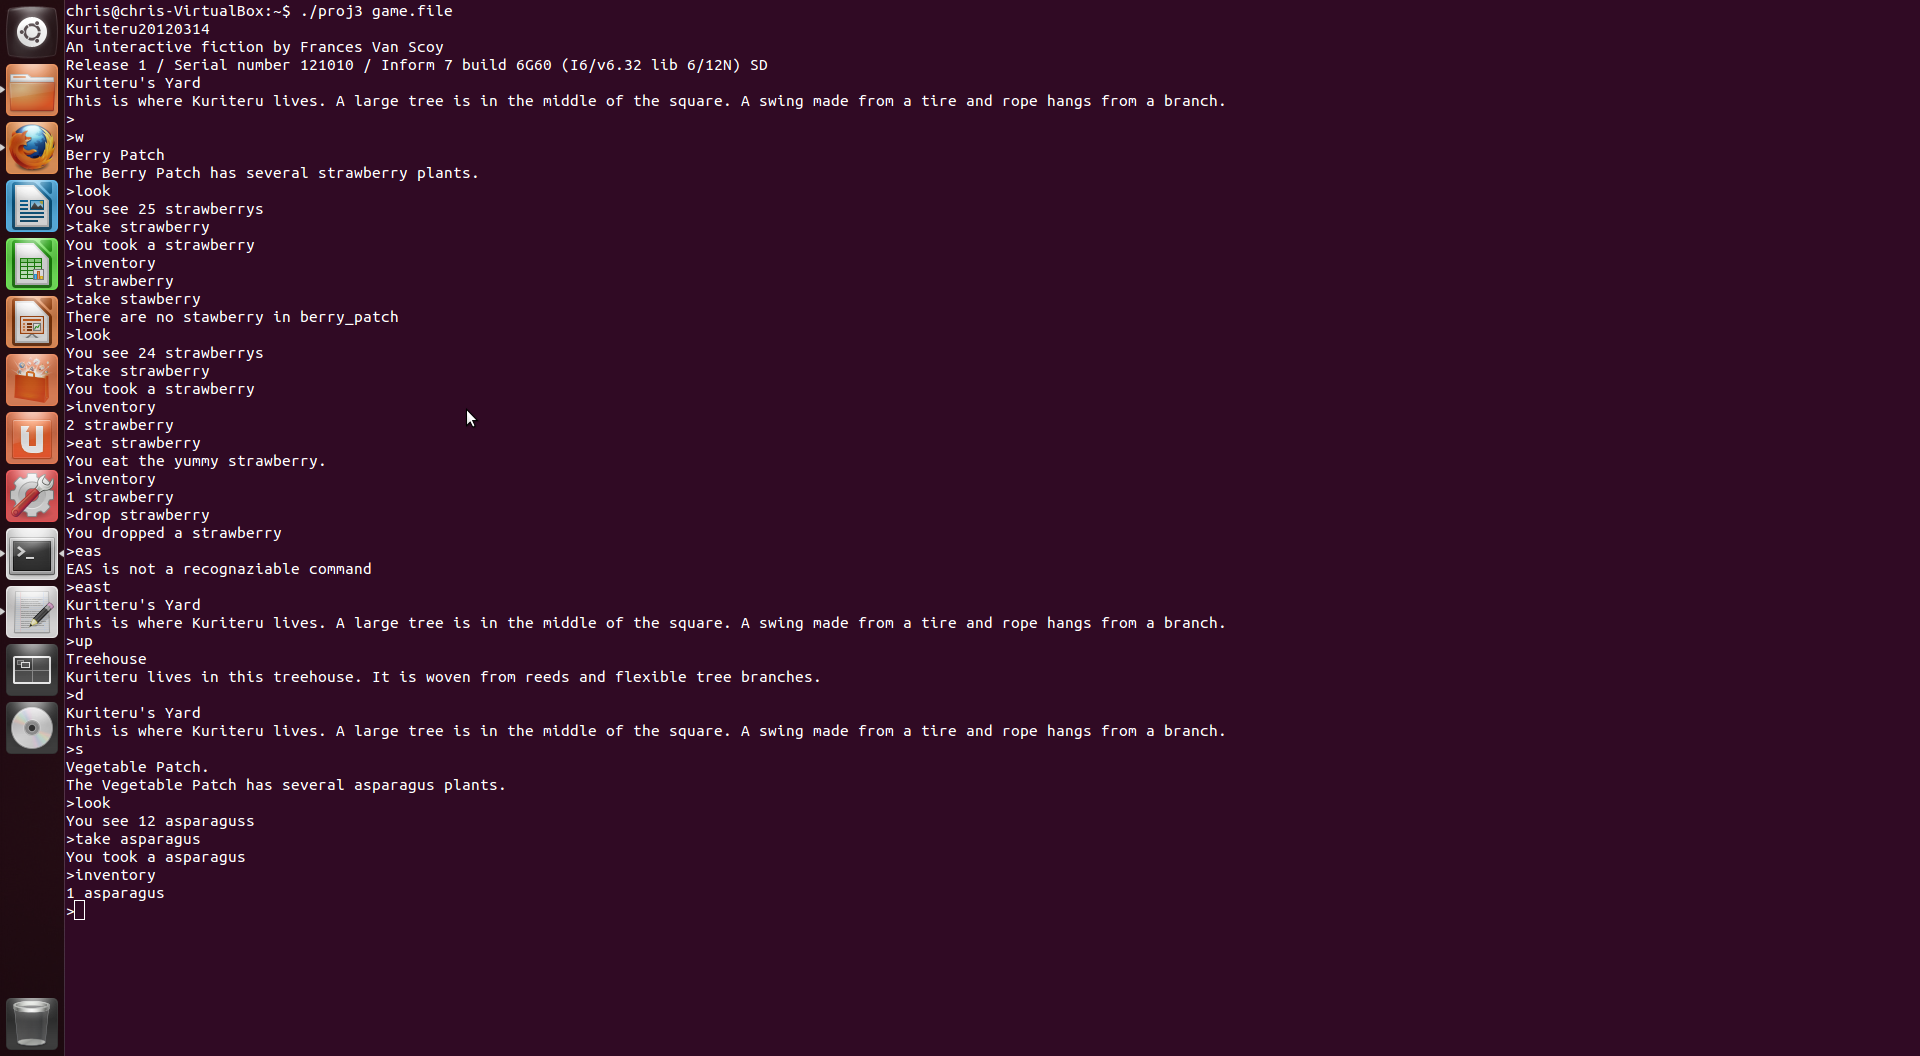 chris@chris-VirtualBox:~$ ./proj3 game.file
Kuriteru20120314
An interactive fiction by Frances Van Scoy
Release 1 / Serial number 121010 / Inform 7 build 6G60 (I6/v6.32 lib 6/12N) SD
Kuriteru's Yard
This is where Kuriteru lives. A large tree is in the middle of the square. A swing made from a tire and rope hangs from a branch.
>
>w
Berry Patch
The Berry Patch has several strawberry plants.
>look
You see 25 strawberrys
>take strawberry
You took a strawberry
>inventory
1 strawberry
>take stawberry
There are no stawberry in berry_patch
>look
You see 24 strawberrys
>take strawberry
You took a strawberry
>inventory
2 strawberry
>eat strawberry
You eat the yummy strawberry.
>inventory
1 strawberry
>drop strawberry
You dropped a strawberry
>eas
EAS is not a recognaziable command
>east
Kuriteru's Yard
This is where Kuriteru lives. A large tree is in the middle of the square. A swing made from a tire and rope hangs from a branch.
>up
Treehouse
Kuriteru lives in this treehouse. It is woven from reeds and flexible tree branches.
>d
Kuriteru's Yard
This is where Kuriteru lives. A large tree is in the middle of the square. A swing made from a tire and rope hangs from a branch.
>s
Vegetable Patch.
The Vegetable Patch has several asparagus plants.
>look
You see 12 asparaguss
>take asparagus
You took a asparagus
>inventory
1 asparagus
>